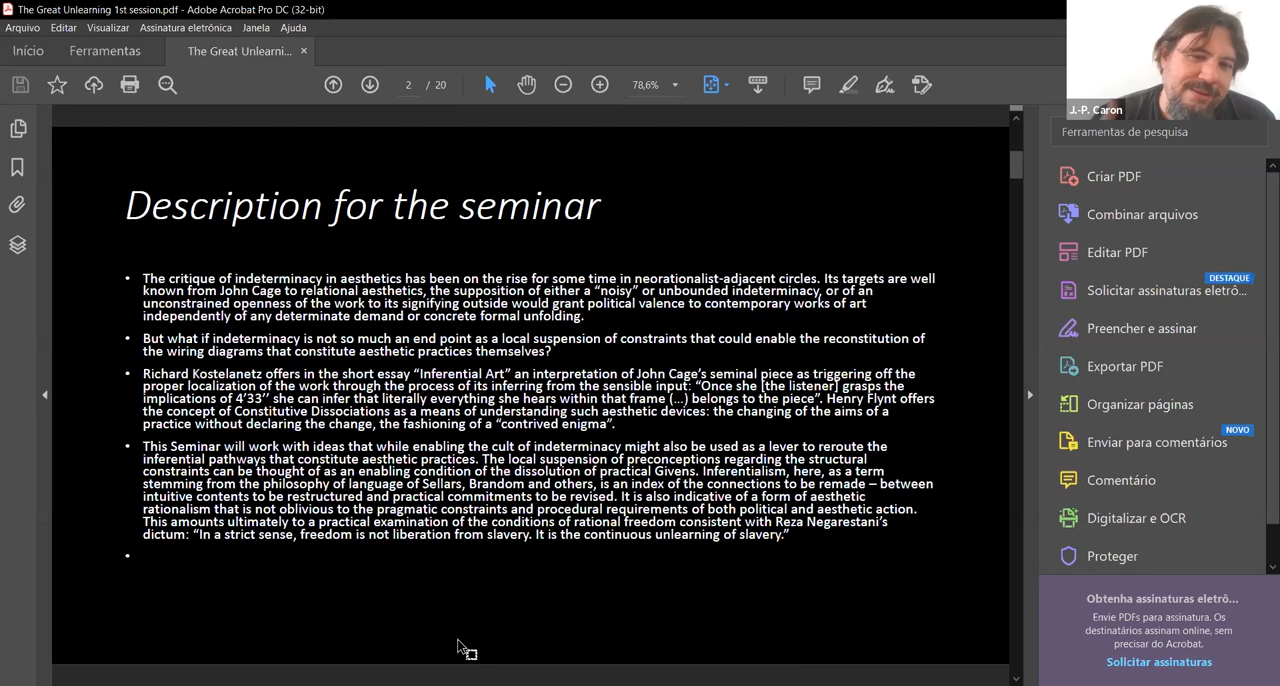 The Great Unlearning 1st session.pdf - Adobe Acrobat Pro DC (32-bit)
Arquivo Editar Visualizar Assinatura eletrônica Janela Ajuda
Início Ferramentas The Great Unlearni... ×
2 / 20 78,6%
J.-P. Caron
Ferramentas de pesquisa
Criar PDF
Combinar arquivos
Editar PDF
DESTAQUE
Solicitar assinaturas eletrô...
Preencher e assinar
Exportar PDF
Organizar páginas
NOVO
Enviar para comentários
Comentário
Digitalizar e OCR
Proteger
Obtenha assinaturas eletrô...
Envie PDFs para assinatura. Os
destinatários assinam online, sem
precisar do Acrobat.
Solicitar assinaturas
Description for the seminar
• The critique of indeterminacy in aesthetics has been on the rise for some time in neorationalist-adjacent circles. Its targets are well
known from John Cage to relational aesthetics, the supposition of either a “noisy” or unbounded indeterminacy, or of an
unconstrained openness of the work to its signifying outside would grant political valence to contemporary works of art
independently of any determinate demand or concrete formal unfolding.
• But what if indeterminacy is not so much an end point as a local suspension of constraints that could enable the reconstitution of
the wiring diagrams that constitute aesthetic practices themselves?
• Richard Kostelanetz offers in the short essay “Inferential Art” an interpretation of John Cage’s seminal piece as triggering off the
proper localization of the work through the process of its inferring from the sensible input: “Once she [the listener] grasps the
implications of 4’33’’ she can infer that literally everything she hears within that frame (...) belongs to the piece”. Henry Flynt offers
the concept of Constitutive Dissociations as a means of understanding such aesthetic devices: the changing of the aims of a
practice without declaring the change, the fashioning of a “contrived enigma”.
• This Seminar will work with ideas that while enabling the cult of indeterminacy might also be used as a lever to reroute the
inferential pathways that constitute aesthetic practices. The local suspension of preconceptions regarding the structural
constraints can be thought of as an enabling condition of the dissolution of practical Givens. Inferentialism, here, as a term
stemming from the philosophy of language of Sellars, Brandom and others, is an index of the connections to be remade – between
intuitive contents to be restructured and practical commitments to be revised. It is also indicative of a form of aesthetic
rationalism that is not oblivious to the pragmatic constraints and procedural requirements of both political and aesthetic action.
This amounts ultimately to a practical examination of the conditions of rational freedom consistent with Reza Negarestani’s
dictum: “In a strict sense, freedom is not liberation from slavery. It is the continuous unlearning of slavery.”
•